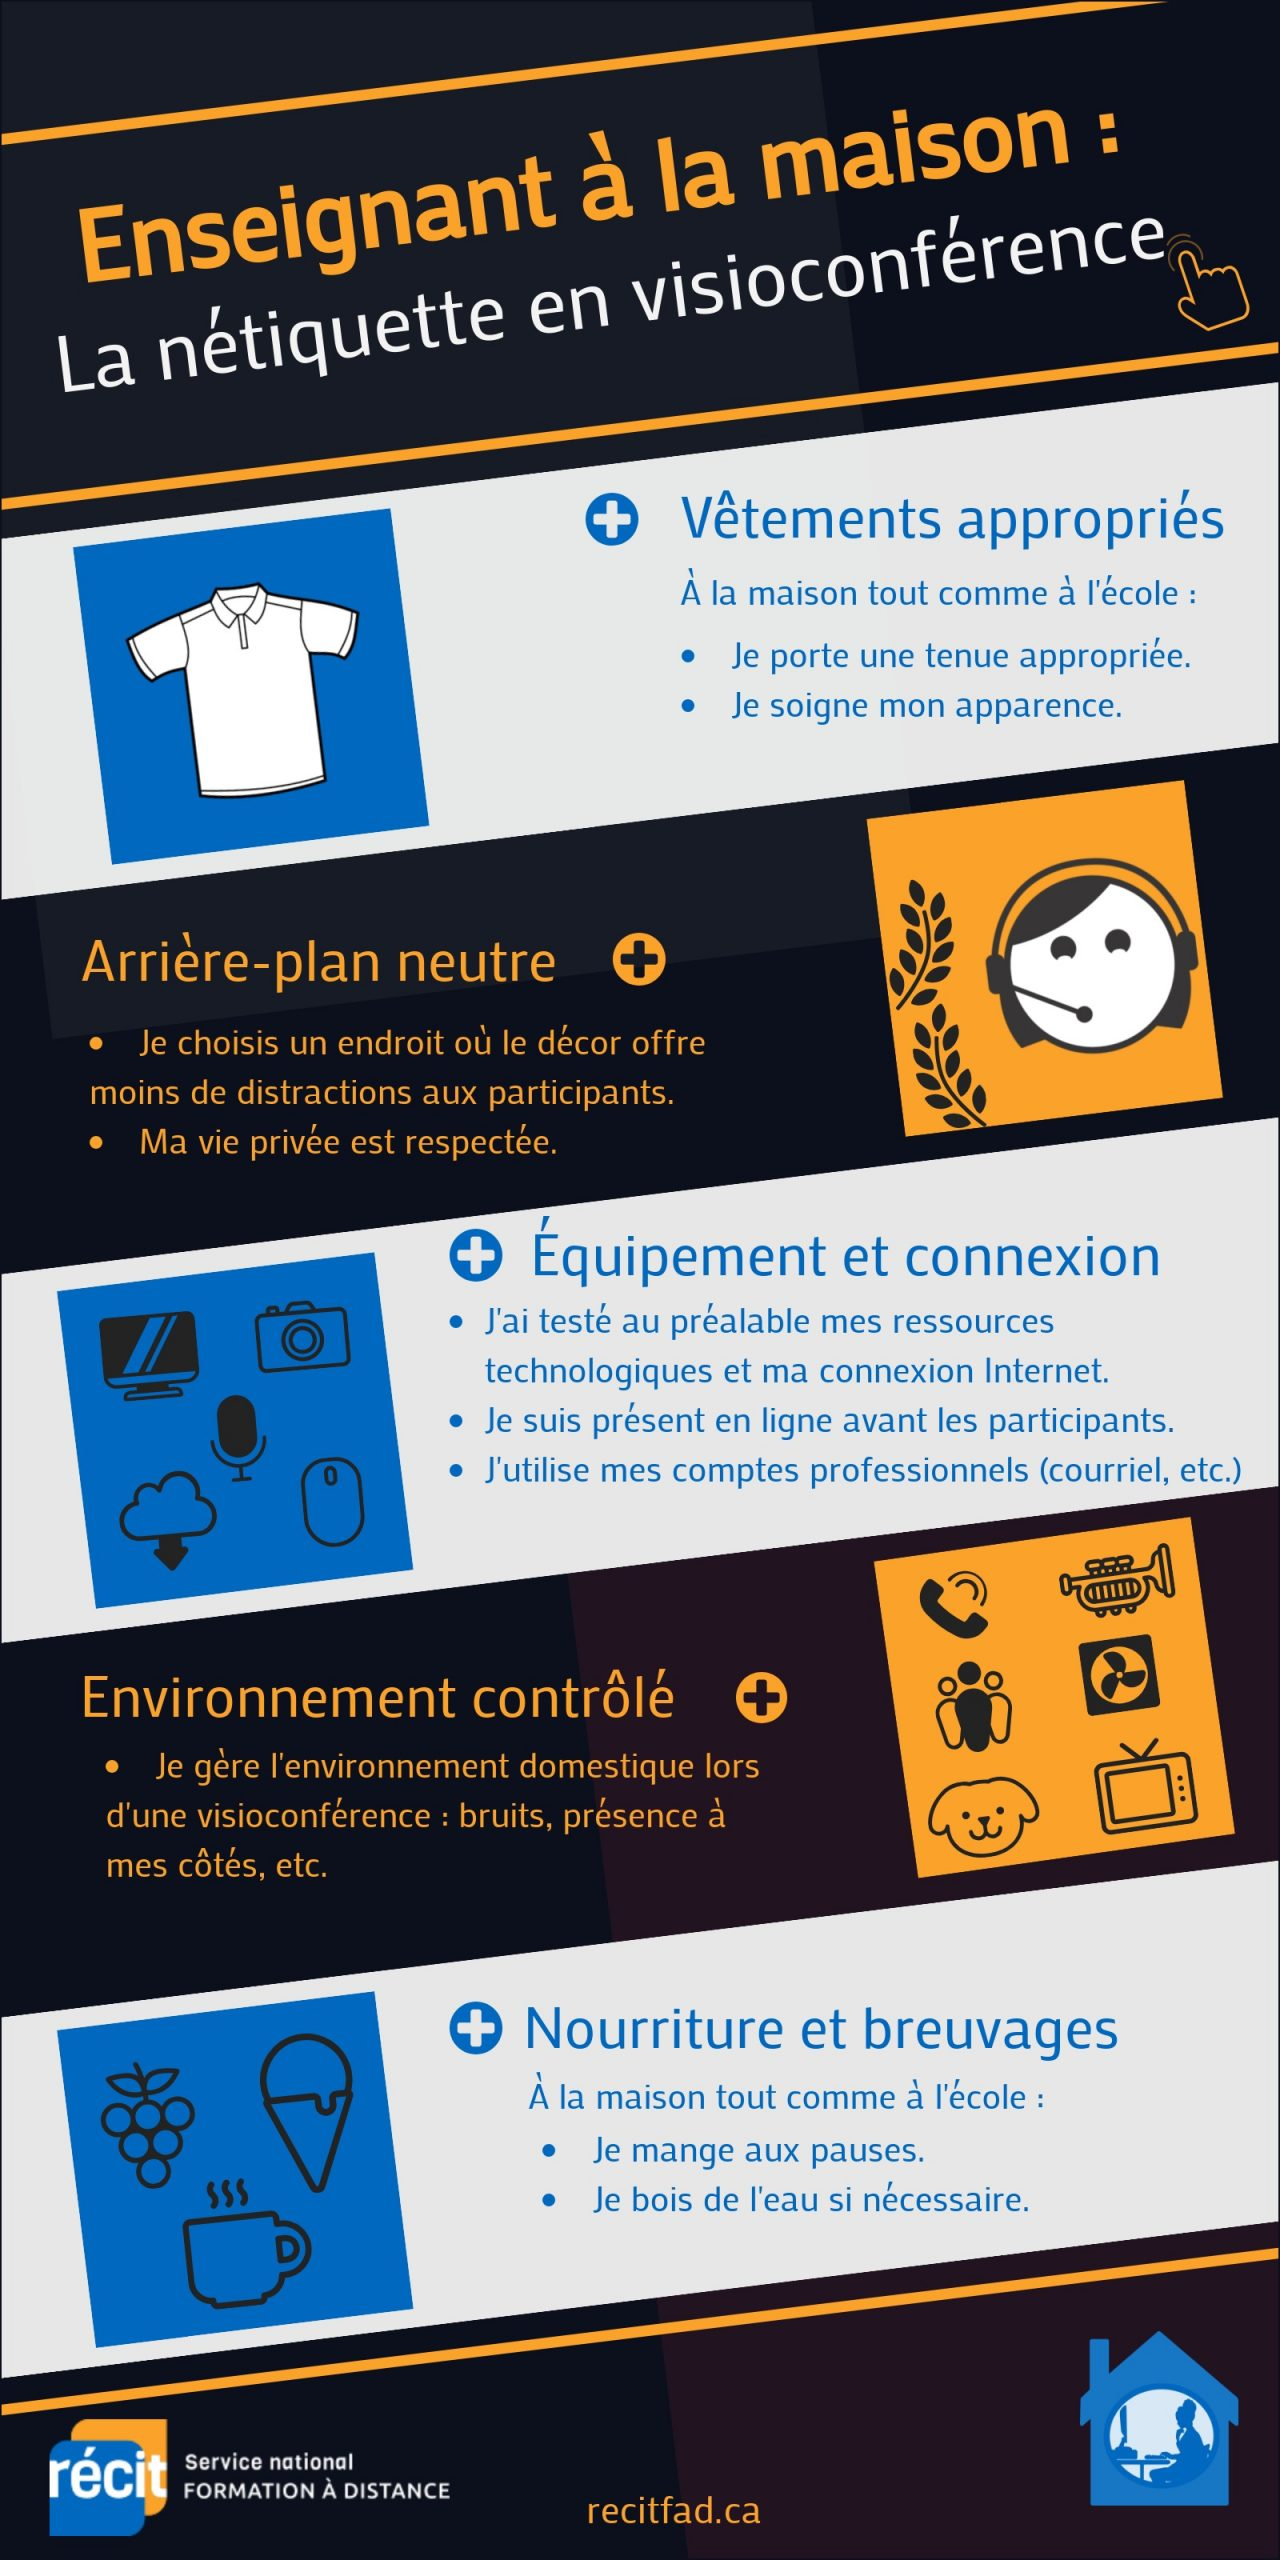 Enseignant à la maison :
La nétiquette en visioconférence
Vêtements appropriés
À la maison tout comme à l'école :
• Je porte une tenue appropriée.
• Je soigne mon apparence.
Arrière-plan neutre
• Je choisis un endroit où le décor offre
moins de distractions aux participants.
• Ma vie privée est respectée.
Équipement et connexion
• J'ai testé au préalable mes ressources
technologiques et ma connexion Internet.
• Je suis présent en ligne avant les participants.
• J'utilise mes comptes professionnels (courriel, etc.)
Environnement contrôlé
• Je gère l'environnement domestique lors
d'une visioconférence : bruits, présence à
mes côtés, etc.
Nourriture et breuvages
À la maison tout comme à l'école :
• Je mange aux pauses.
• Je bois de l'eau si nécessaire.
récit
Service national
FORMATION À DISTANCE
recitfad.ca